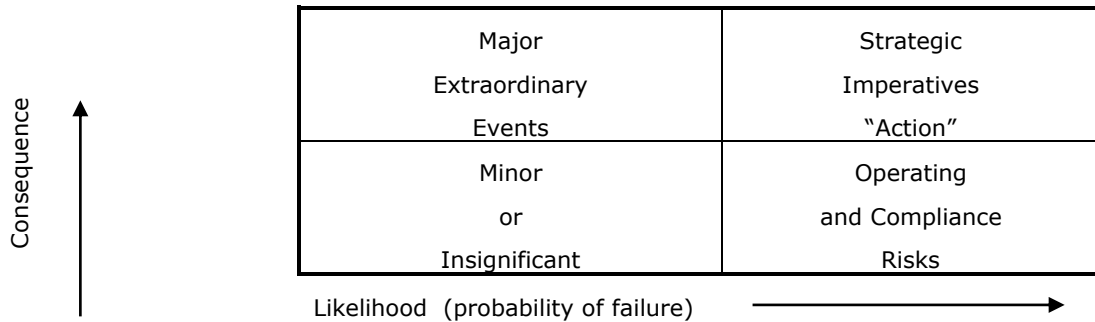 Consequence
Major
Extraordinary
Events
Strategic
Imperatives
“Action”
Minor
or
Insignificant
Operating
and Compliance
Risks
Likelihood (probability of failure)